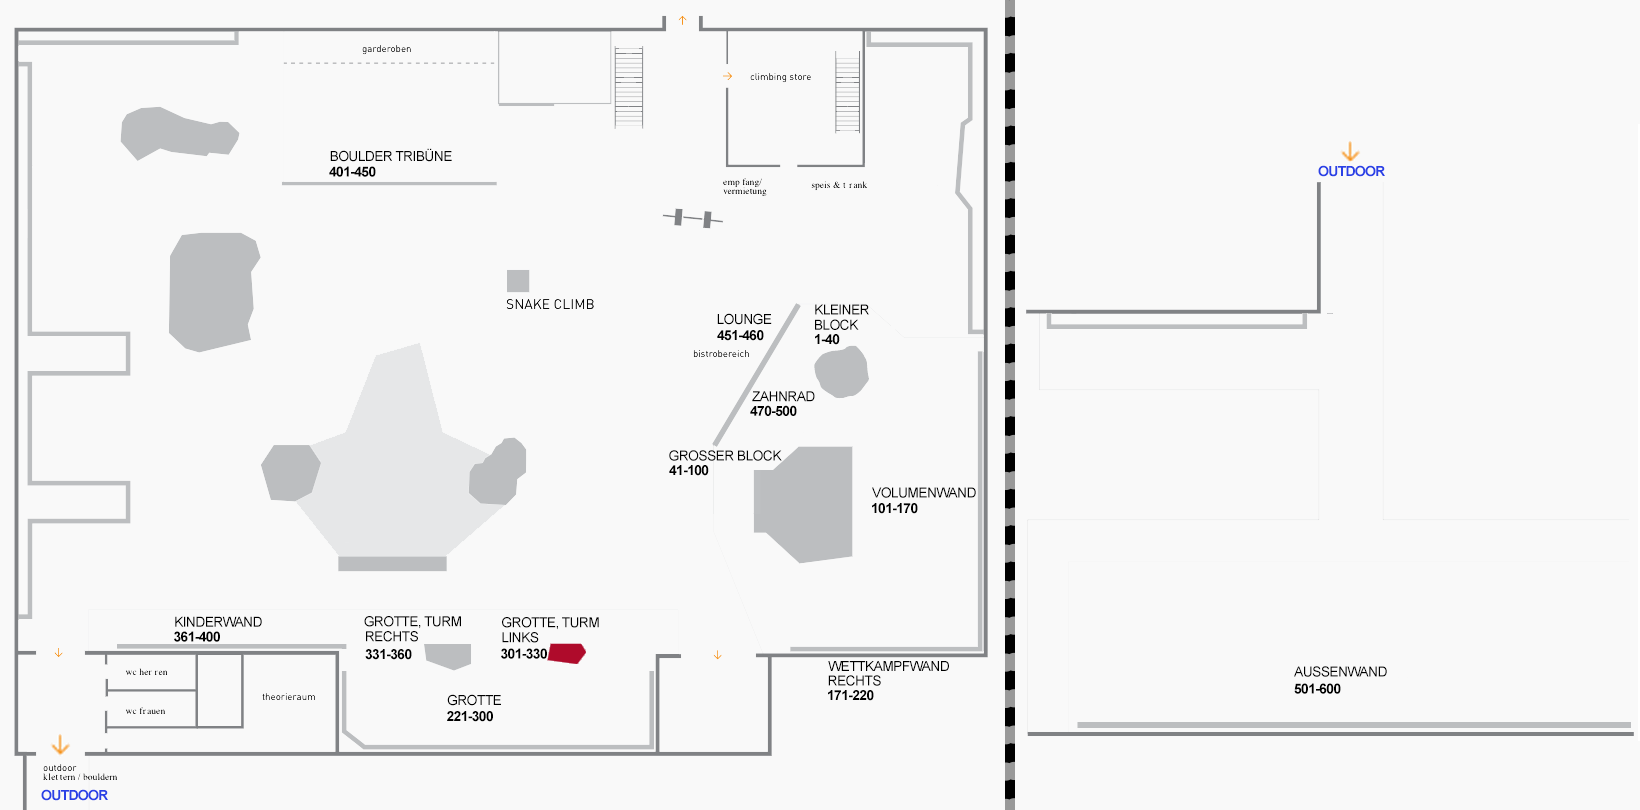 garderoben
climbing store
BOULDER TRIBÜNE
401-450
emp fang/
vermietung
speis & t rank
SNAKE CLIMB
LOUNGE
451-460
bistrobereich
KLEINER
BLOCK
1-40
ZAHNRAD
470-500
GROSSER BLOCK
41-100
VOLUMENWAND
101-170
KINDERWAND
361-400
GROTTE, TURM
RECHTS
331-360
GROTTE, TURM
LINKS
301-330
wc her ren
wc frauen
theorieraum
GROTTE
221-300
WETTKAMPFWAND
RECHTS
171-220
outdoor
klettern / bouldern
OUTDOOR
OUTDOOR
AUSSENWAND
501-600